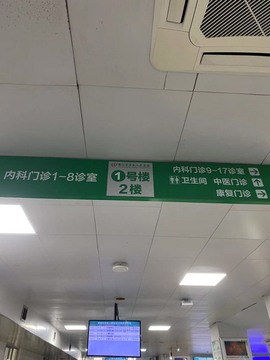 内科门诊1-8诊室
1号楼
2楼
内科门诊9-17诊室 →
卫生间 中医门诊 ↑
康复门诊 →